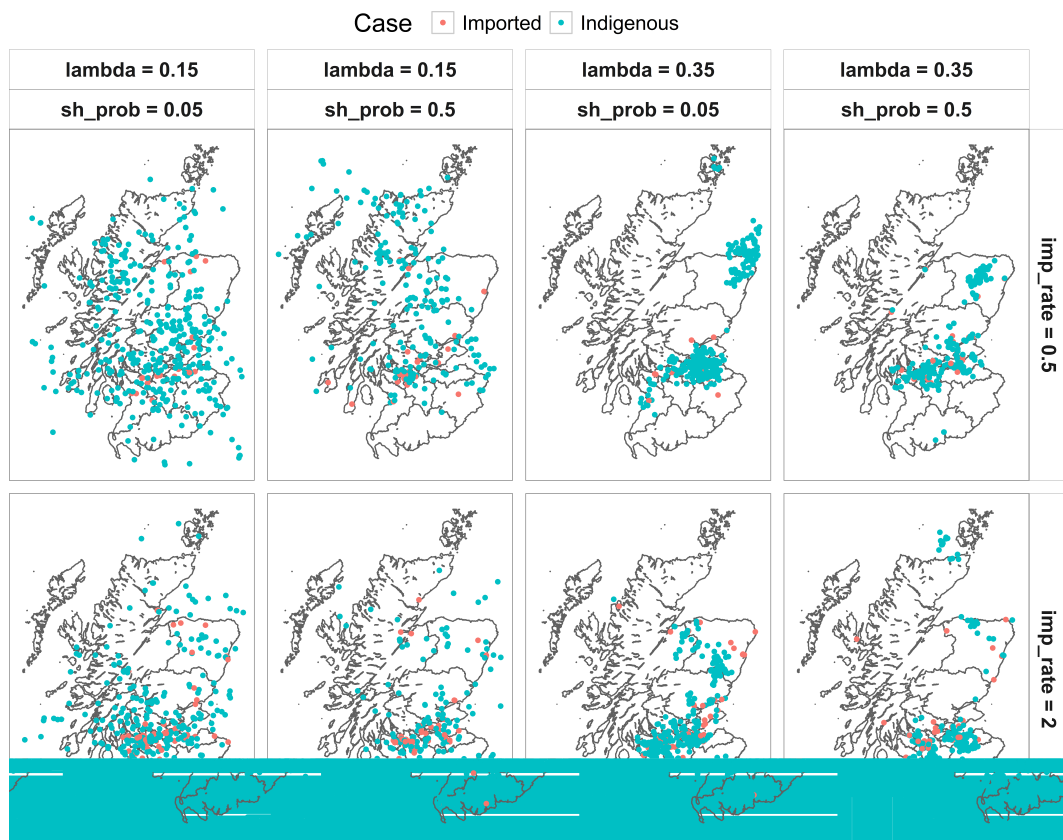 Case Imported Indigenous
lambda = 0.15 lambda = 0.15 lambda = 0.35 lambda = 0.35
sh_prob = 0.05 sh_prob = 0.5 sh_prob = 0.05 sh_prob = 0.5
imp_rate = 0.5
imp_rate = 2